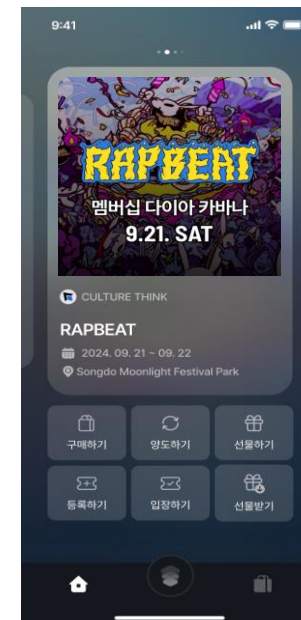 9:41
RAPBEAT
멤버십 다이아 카바나
9.21. SAT
CULTURE THINK
RAPBEAT
2024. 09. 21 ~ 09. 22
Songdo Moonlight Festival Park
구매하기 양도하기 선물하기
등록하기 입장하기 선물받기